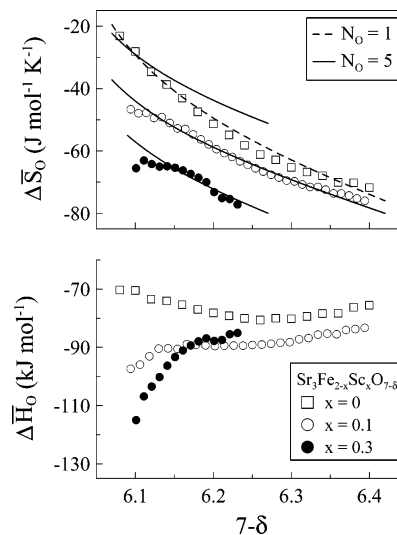 ΔS̅O (J mol-1 K-1)
-20
-40
-60
-80
NO = 1
NO = 5
ΔH̅O (kJ mol-1)
-70
-90
-110
-130
Sr3Fe2-xScxO7-δ
x = 0
x = 0.1
x = 0.3
6.1 6.2 6.3 6.4
7-δ